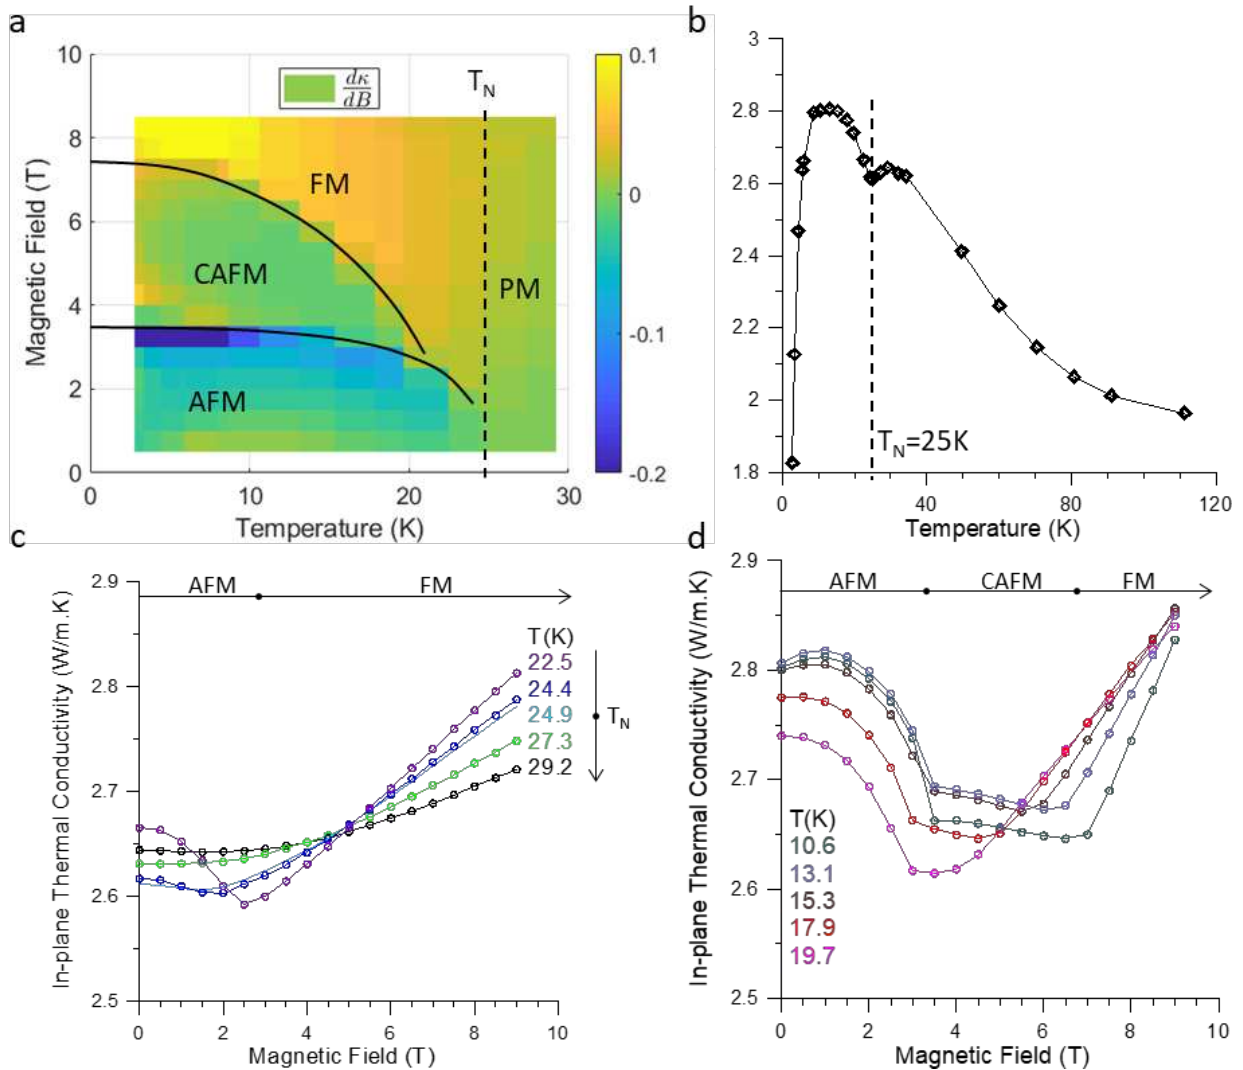 a
10
8
6
4
2
0
Magnetic Field (T)
0
10
20
30
Temperature (K)
dκ
dB
T_N
FM
CAFM
PM
AFM
0.1
0
-0.1
-0.2
b
3
2.8
2.6
2.4
2.2
2
1.8
T_N=25K
0
40
80
120
Temperature (K)
c
2.9
2.8
2.7
2.6
2.5
In-plane Thermal Conductivity (W/m.K)
AFM
FM
T(K)
22.5
24.4
24.9
27.3
29.2
T_N
0
2
4
6
8
10
Magnetic Field (T)
d
2.9
2.8
2.7
2.6
2.5
In-plane Thermal Conductivity (W/m.K)
AFM
CAFM
FM
T(K)
10.6
13.1
15.3
17.9
19.7
0
2
4
6
8
10
Magnetic Field (T)